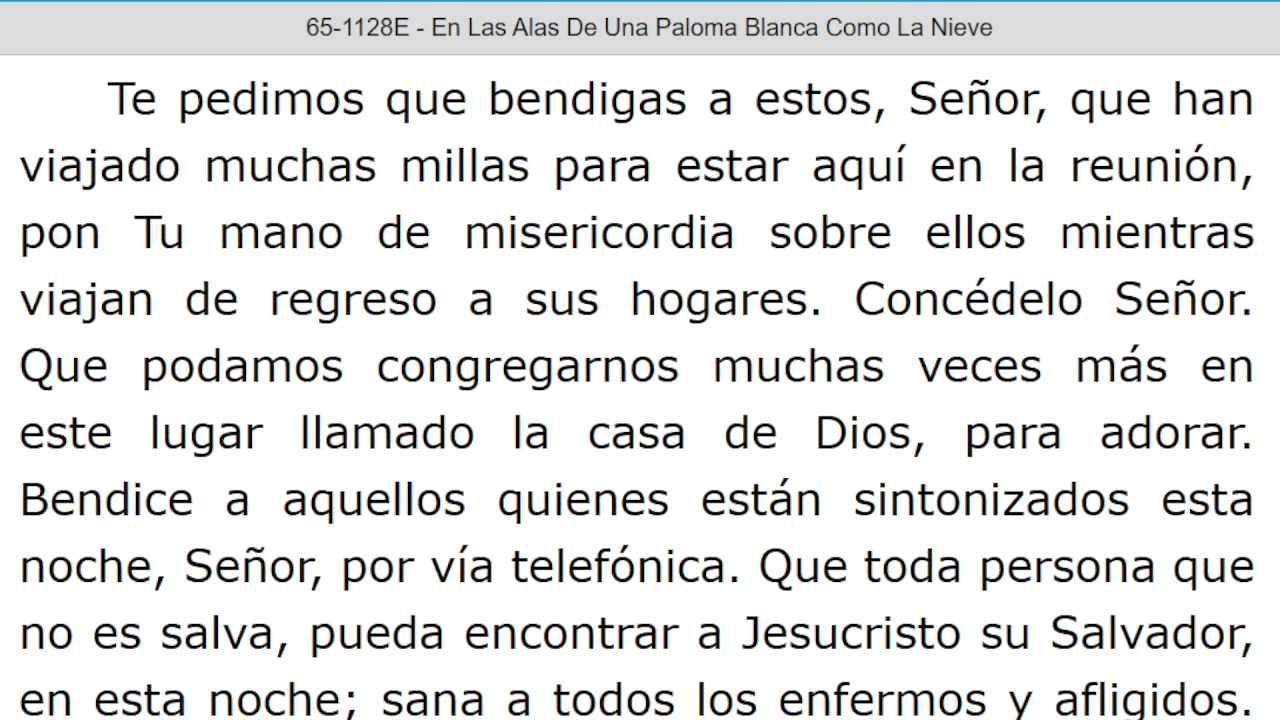 65-1128E - En Las Alas De Una Paloma Blanca Como La Nieve
Te pedimos que bendigas a estos, Señor, que han
viajado muchas millas para estar aquí en la reunión,
pon Tu mano de misericordia sobre ellos mientras
viajan de regreso a sus hogares. Concédelo Señor.
Que podamos congregarnos muchas veces más en
este lugar llamado la casa de Dios, para adorar.
Bendice a aquellos quienes están sintonizados esta
noche, Señor, por vía telefónica. Que toda persona que
no es salva, pueda encontrar a Jesucristo su Salvador,
en esta noche; sana a todos los enfermos y afligidos.